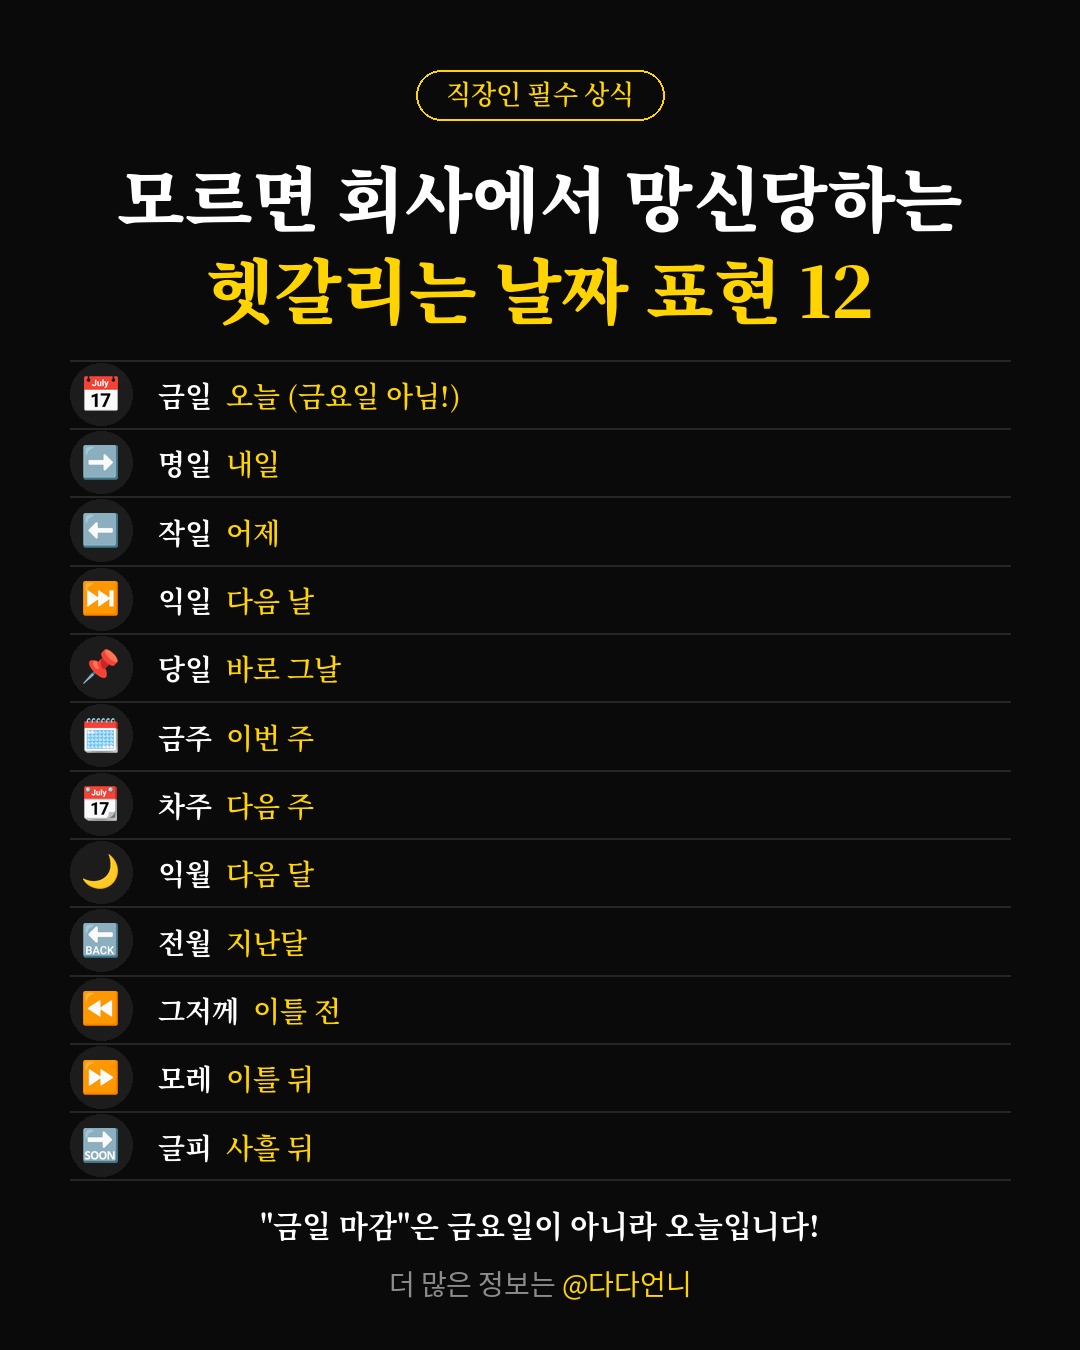 직장인 필수 상식
모르면 회사에서 망신당하는
헷갈리는 날짜 표현 12
July 17 금일 오늘 (금요일 아님!)
명일 내일
작일 어제
익일 다음 날
당일 바로 그날
금주 이번 주
July 17 차주 다음 주
익월 다음 달
BACK 전월 지난달
그저께 이틀 전
모레 이틀 뒤
SOON 글피 사흘 뒤
"금일 마감"은 금요일이 아니라 오늘입니다!
더 많은 정보는 @다다언니